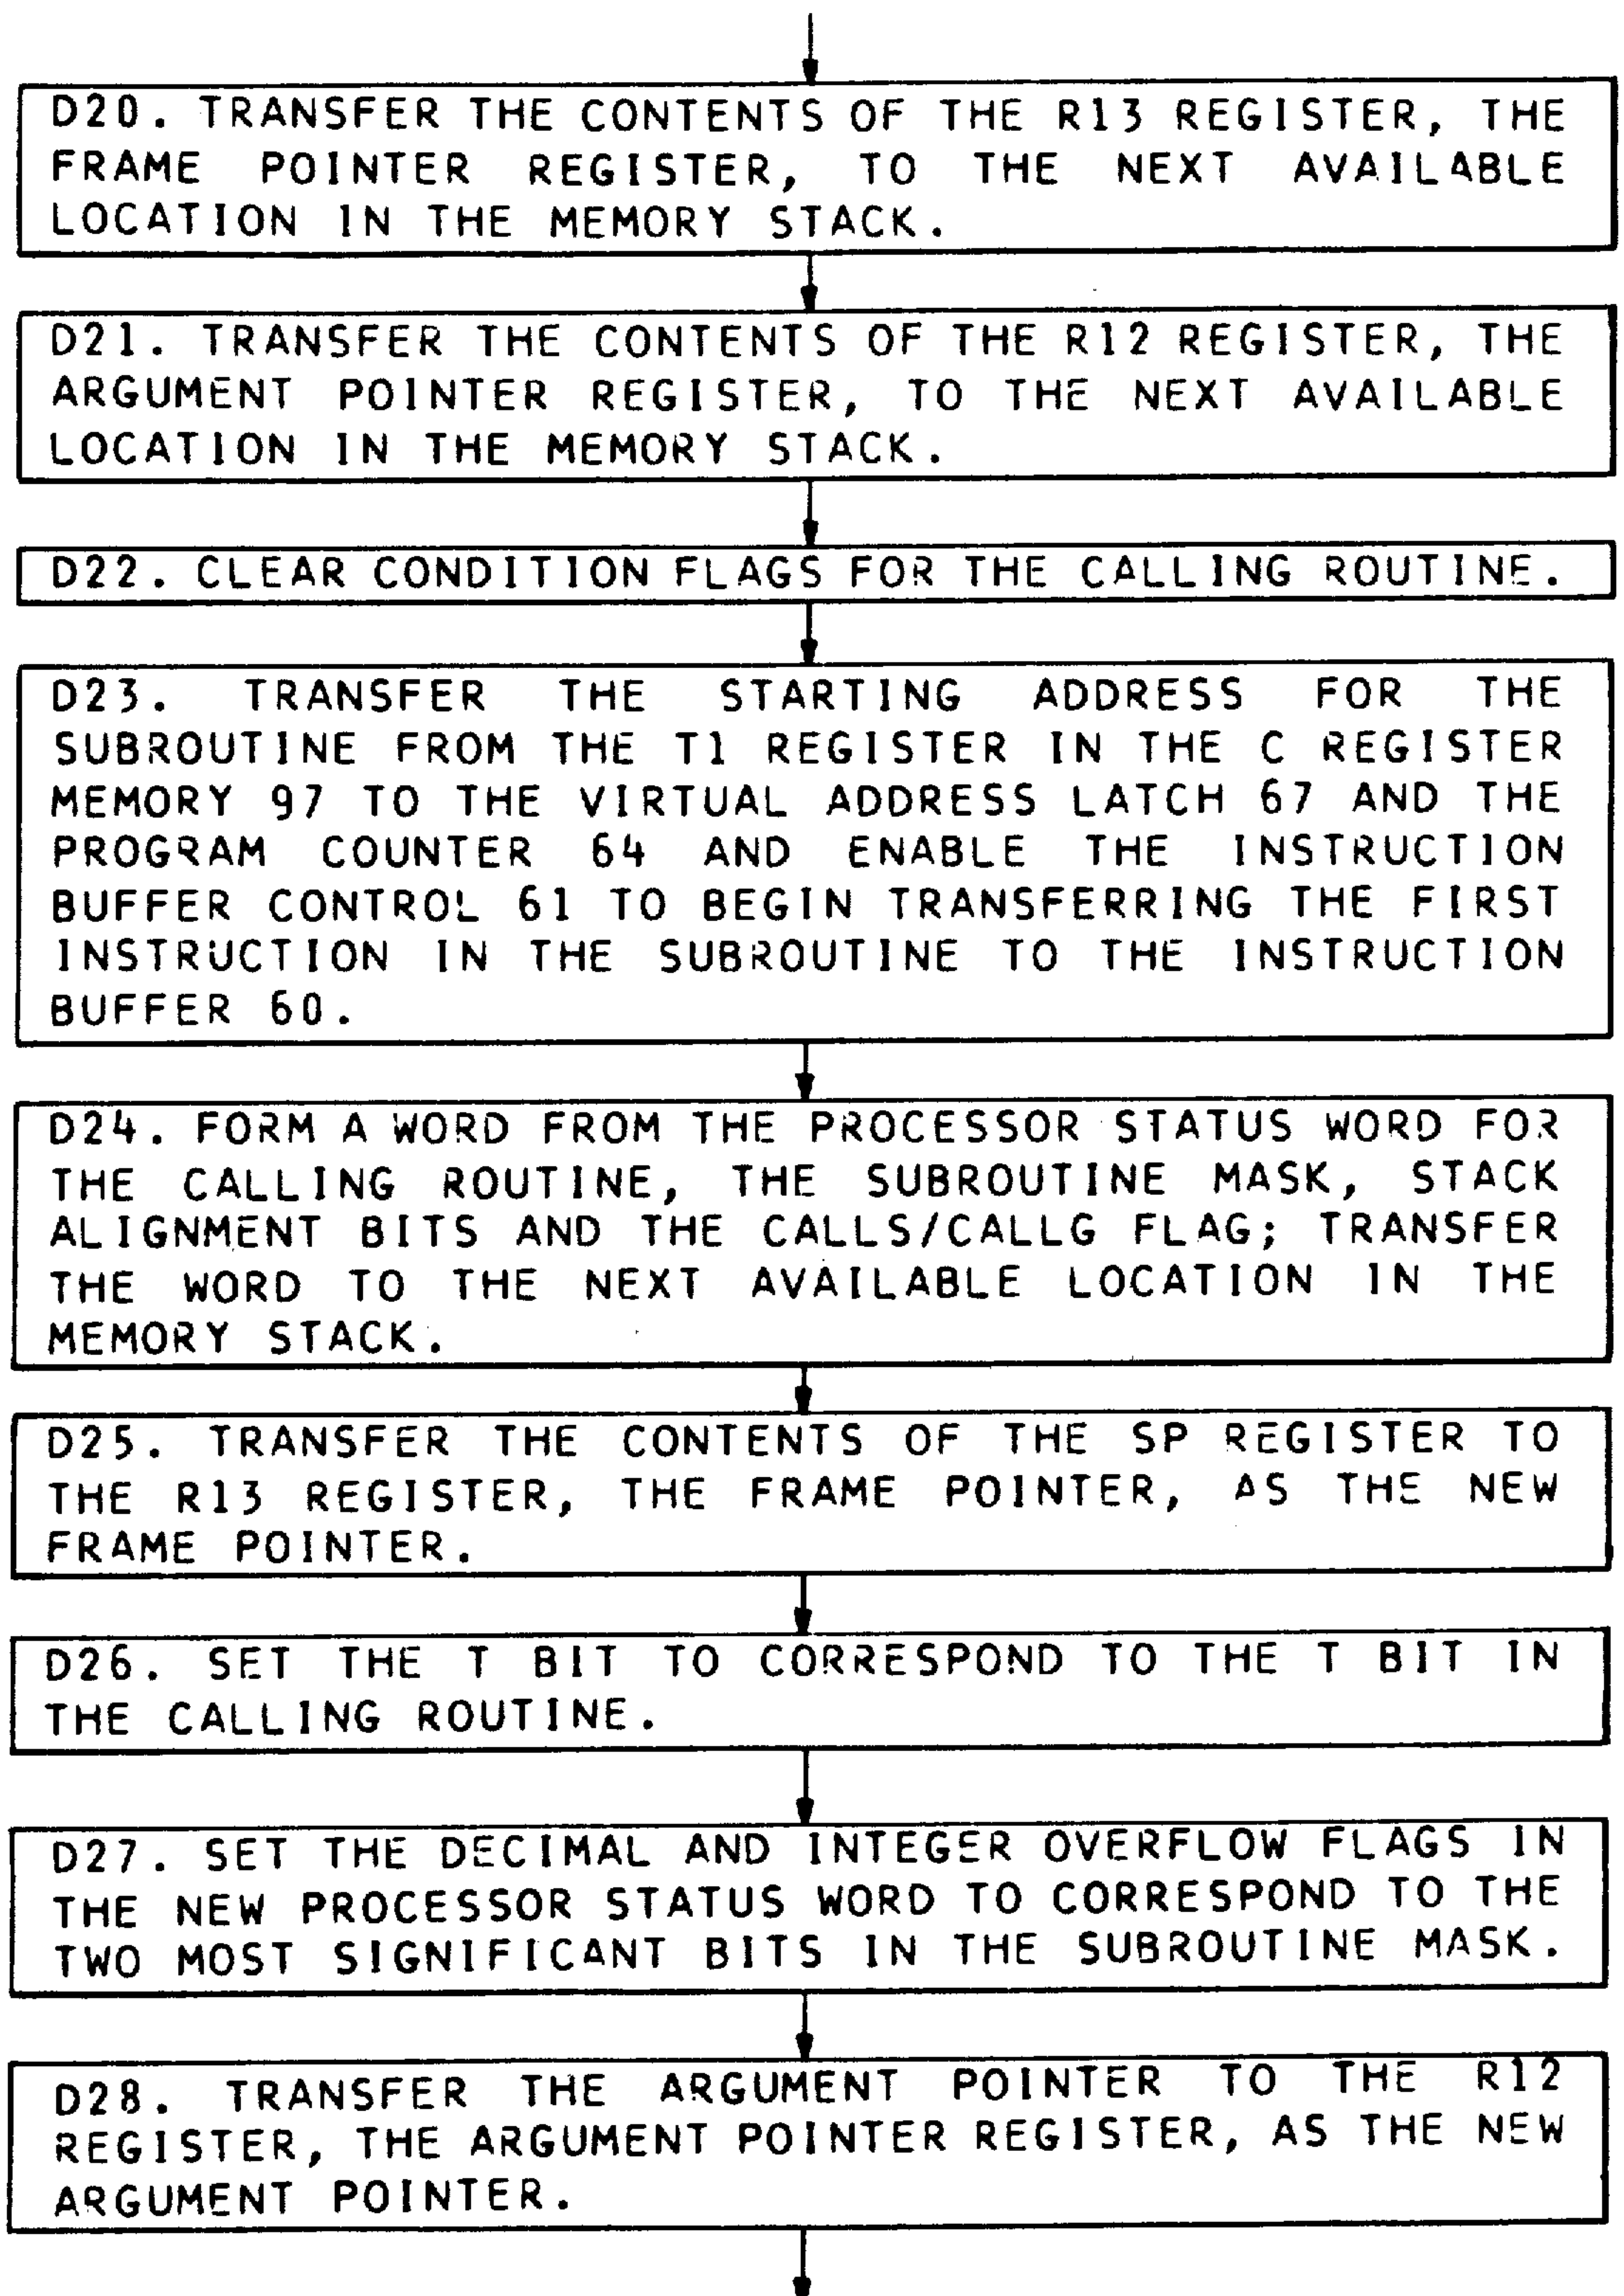 D20. TRANSFER THE CONTENTS OF THE R13 REGISTER, THE
FRAME POINTER REGISTER, TO THE NEXT AVAILABLE
LOCATION IN THE MEMORY STACK.
D21. TRANSFER THE CONTENTS OF THE R12 REGISTER, THE
ARGUMENT POINTER REGISTER, TO THE NEXT AVAILABLE
LOCATION IN THE MEMORY STACK.
D22. CLEAR CONDITION FLAGS FOR THE CALLING ROUTINE.
D23. TRANSFER THE STARTING ADDRESS FOR THE
SUBROUTINE FROM THE T1 REGISTER IN THE C REGISTER
MEMORY 97 TO THE VIRTUAL ADDRESS LATCH 67 AND THE
PROGRAM COUNTER 64 AND ENABLE THE INSTRUCTION
BUFFER CONTROL 61 TO BEGIN TRANSFERRING THE FIRST
INSTRUCTION IN THE SUBROUTINE TO THE INSTRUCTION
BUFFER 60.
D24. FORM A WORD FROM THE PROCESSOR STATUS WORD FOR
THE CALLING ROUTINE, THE SUBROUTINE MASK, STACK
ALIGNMENT BITS AND THE CALLS/CALLG FLAG; TRANSFER
THE WORD TO THE NEXT AVAILABLE LOCATION IN THE
MEMORY STACK.
D25. TRANSFER THE CONTENTS OF THE SP REGISTER TO
THE R13 REGISTER, THE FRAME POINTER, AS THE NEW
FRAME POINTER.
D26. SET THE T BIT TO CORRESPOND TO THE T BIT IN
THE CALLING ROUTINE.
D27. SET THE DECIMAL AND INTEGER OVERFLOW FLAGS IN
THE NEW PROCESSOR STATUS WORD TO CORRESPOND TO THE
TWO MOST SIGNIFICANT BITS IN THE SUBROUTINE MASK.
D28. TRANSFER THE ARGUMENT POINTER TO THE R12
REGISTER, THE ARGUMENT POINTER REGISTER, AS THE NEW
ARGUMENT POINTER.